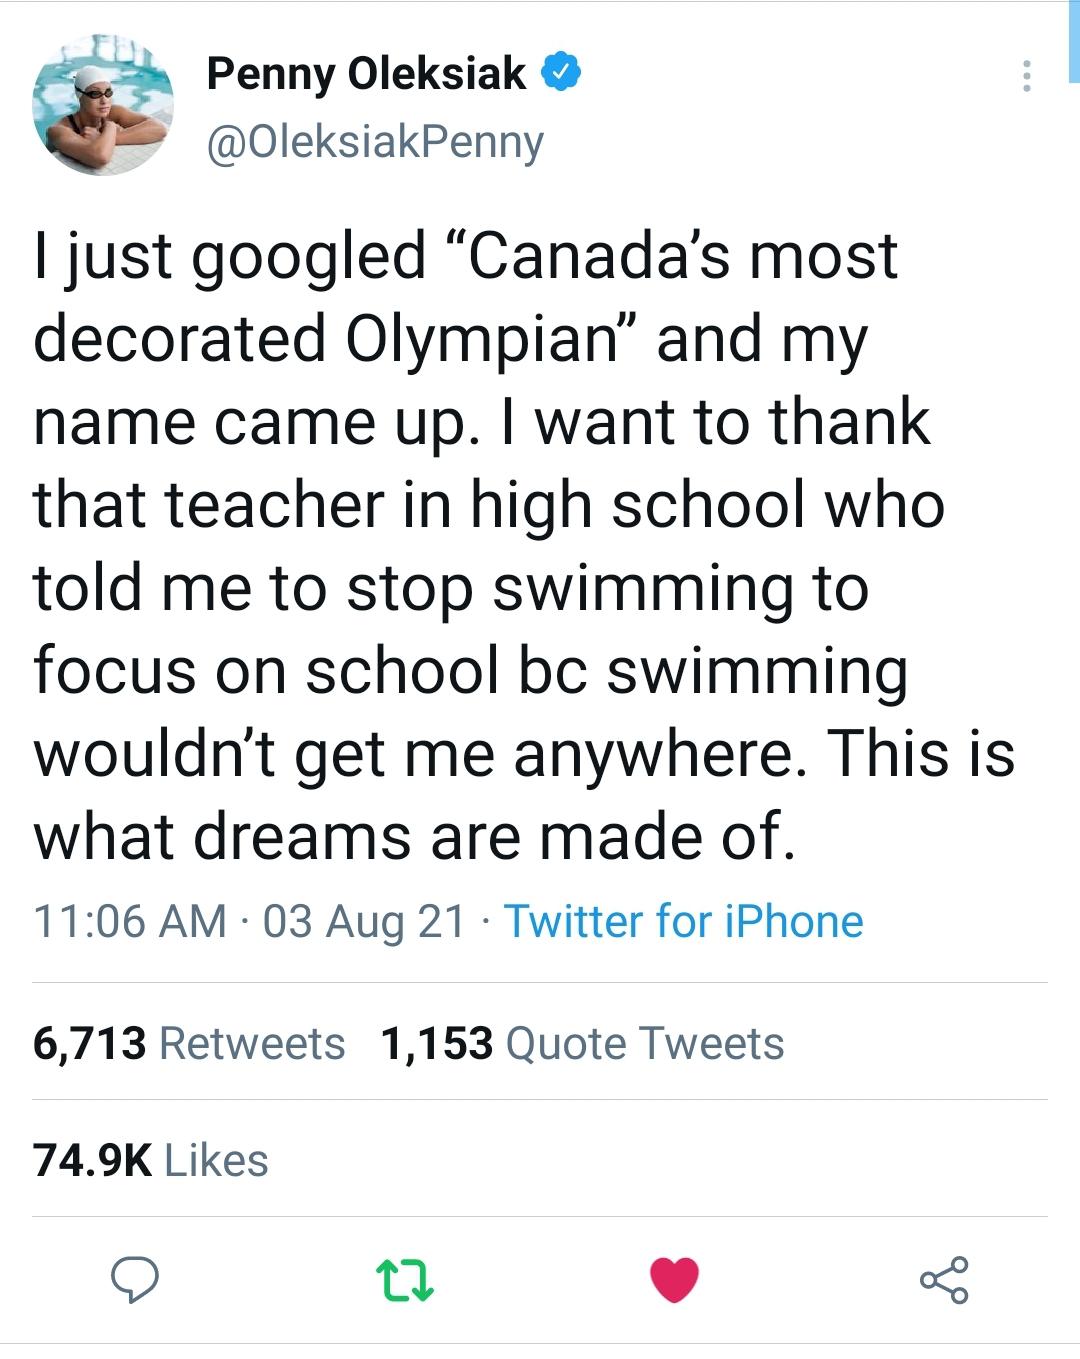 Penny Oleksiak
@OleksiakPenny
I just googled “Canada’s most
decorated Olympian” and my
name came up. I want to thank
that teacher in high school who
told me to stop swimming to
focus on school bc swimming
wouldn’t get me anywhere. This is
what dreams are made of.
11:06 AM · 03 Aug 21 · Twitter for iPhone
6,713 Retweets 1,153 Quote Tweets
74.9K Likes